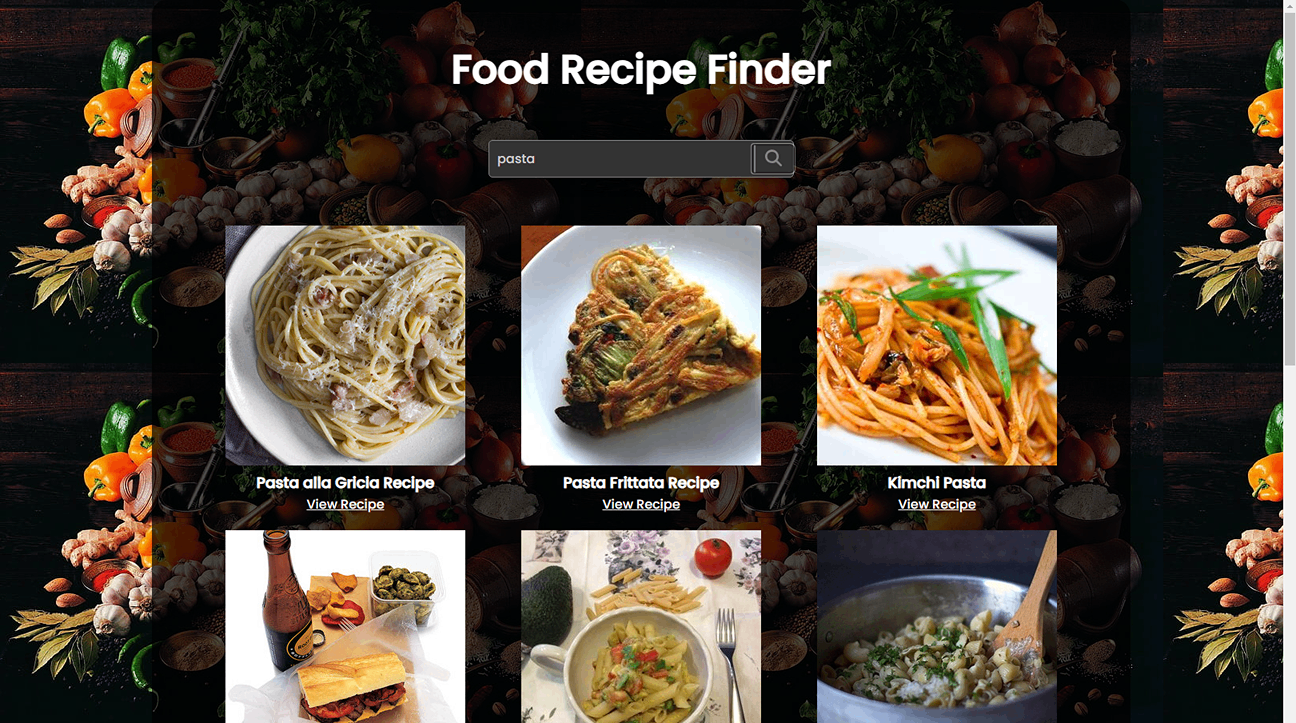 Food Recipe Finder
pasta
Pasta alla Gricia Recipe
View Recipe
Pasta Frittata Recipe
View Recipe
Kimchi Pasta
View Recipe